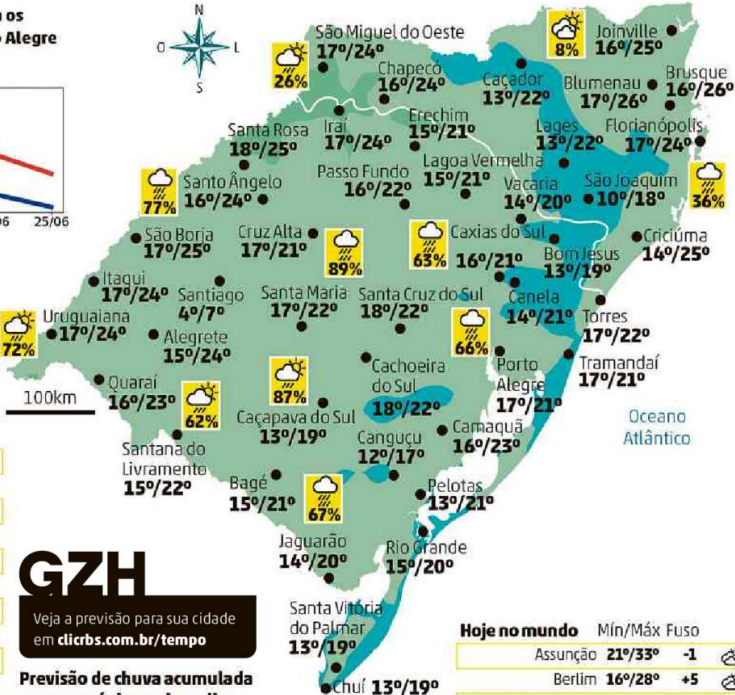 os
Alegre
25/06
N
O
L
S
São Miguel do Oeste
17º/24º
26%
Chapecó
16º/24º
8%
Joinville
16º/25º
Caçador
13º/22º
Blumenau
17º/26º
Brusque
16º/26º
Santa Rosa
18º/25º
Iraí
17º/24º
Erechim
15º/21º
Lages
13º/22º
Florianópolis
17º/24º
36%
77%
Santo Ângelo
16º/24º
Passo Fundo
16º/22º
Lagoa Vermelha
15º/21º
Vacaria
14º/20º
São Joaquim
10º/18º
São Borja
17º/25º
Cruz Alta
17º/21º
89%
63%
Caxias do Sul
16º/21º
Bom Jesus
13º/19º
Criciúma
14º/25º
Itaqui
17º/24º
Santiago
4º/7º
Santa Maria
17º/22º
Santa Cruz do Sul
18º/22º
Canela
14º/21º
Torres
17º/22º
72%
Uruguaiana
17º/24º
Alegrete
15º/24º
66%
Porto
Alegre
17º/21º
Tramandaí
17º/21º
Quaraí
16º/23º
100km
62%
87%
Caçapava do Sul
13º/19º
Cachoeira
do Sul
18º/22º
Camaquã
16º/23º
Oceano
Atlântico
Santana do
Livramento
15º/22º
Canguçu
12º/17º
Bagé
15º/21º
67%
Pelotas
13º/21º
Jaguarão
14º/20º
Rio Grande
15º/20º
GZH
Veja a previsão para sua cidade
em clicrbs.com.br/tempo
Santa Vitória
do Palmar
13º/19º
Chuí 13º/19º
Previsão de chuva acumulada
Hoje no mundo Mín/Máx Fuso
Assunção 21º/33º -1
Berlim 16º/28º +5